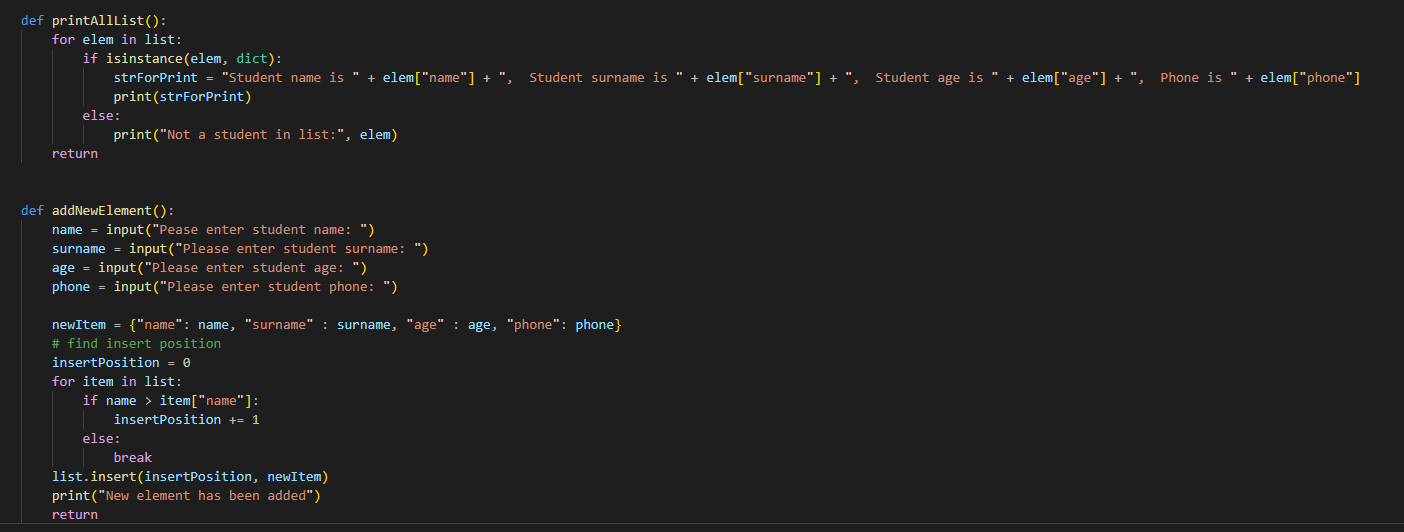 def printAllList():
    for elem in list:
        if isinstance(elem, dict):
            strForPrint = "Student name is " + elem["name"] + ",  Student surname is " + elem["surname"] + ",  Student age is " + elem["age"] + ",  Phone is " + elem["phone"]
            print(strForPrint)
        else:
            print("Not a student in list:", elem)
    return

def addNewElement():
    name = input("Pease enter student name: ")
    surname = input("Please enter student surname: ")
    age = input("Please enter student age: ")
    phone = input("Please enter student phone: ")

    newItem = {"name": name, "surname" : surname, "age" : age, "phone": phone}
    # find insert position
    insertPosition = 0
    for item in list:
        if name > item["name"]:
            insertPosition += 1
        else:
            break
    list.insert(insertPosition, newItem)
    print("New element has been added")
    return